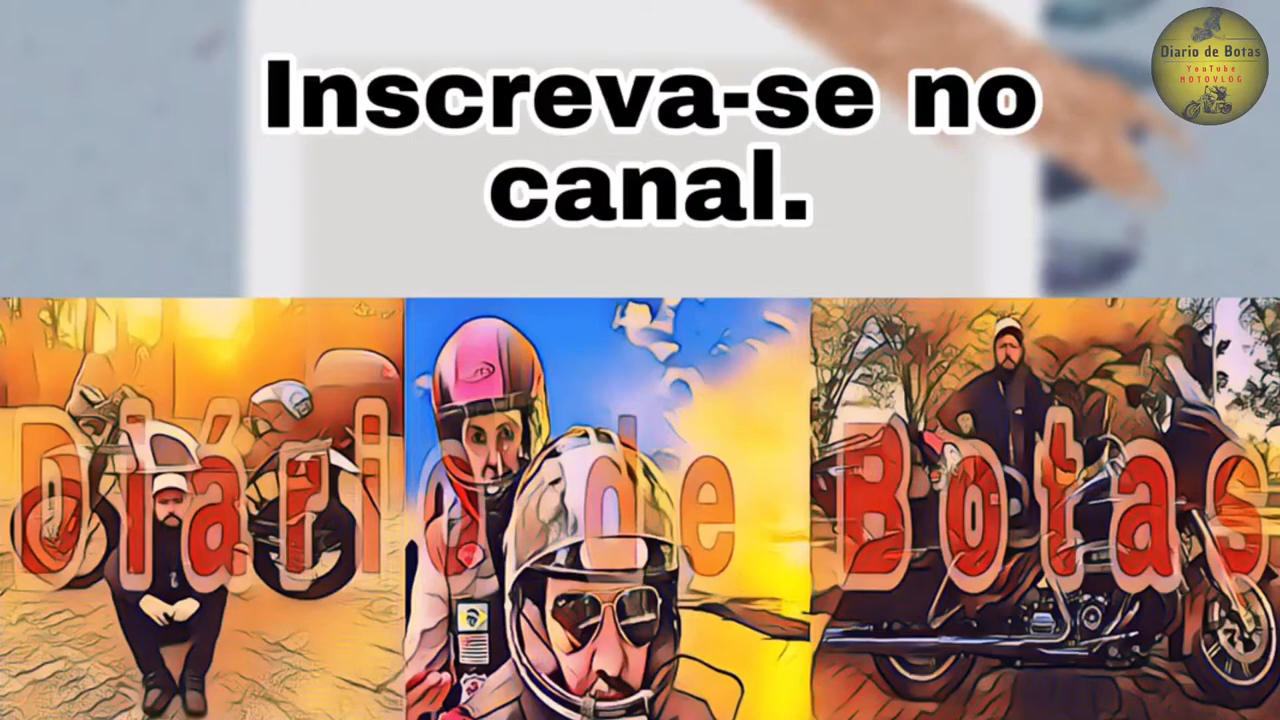 Inscreva-se no
canal.
Diario de Botas
YouTube
MOTOVLOG
Diário de Botas